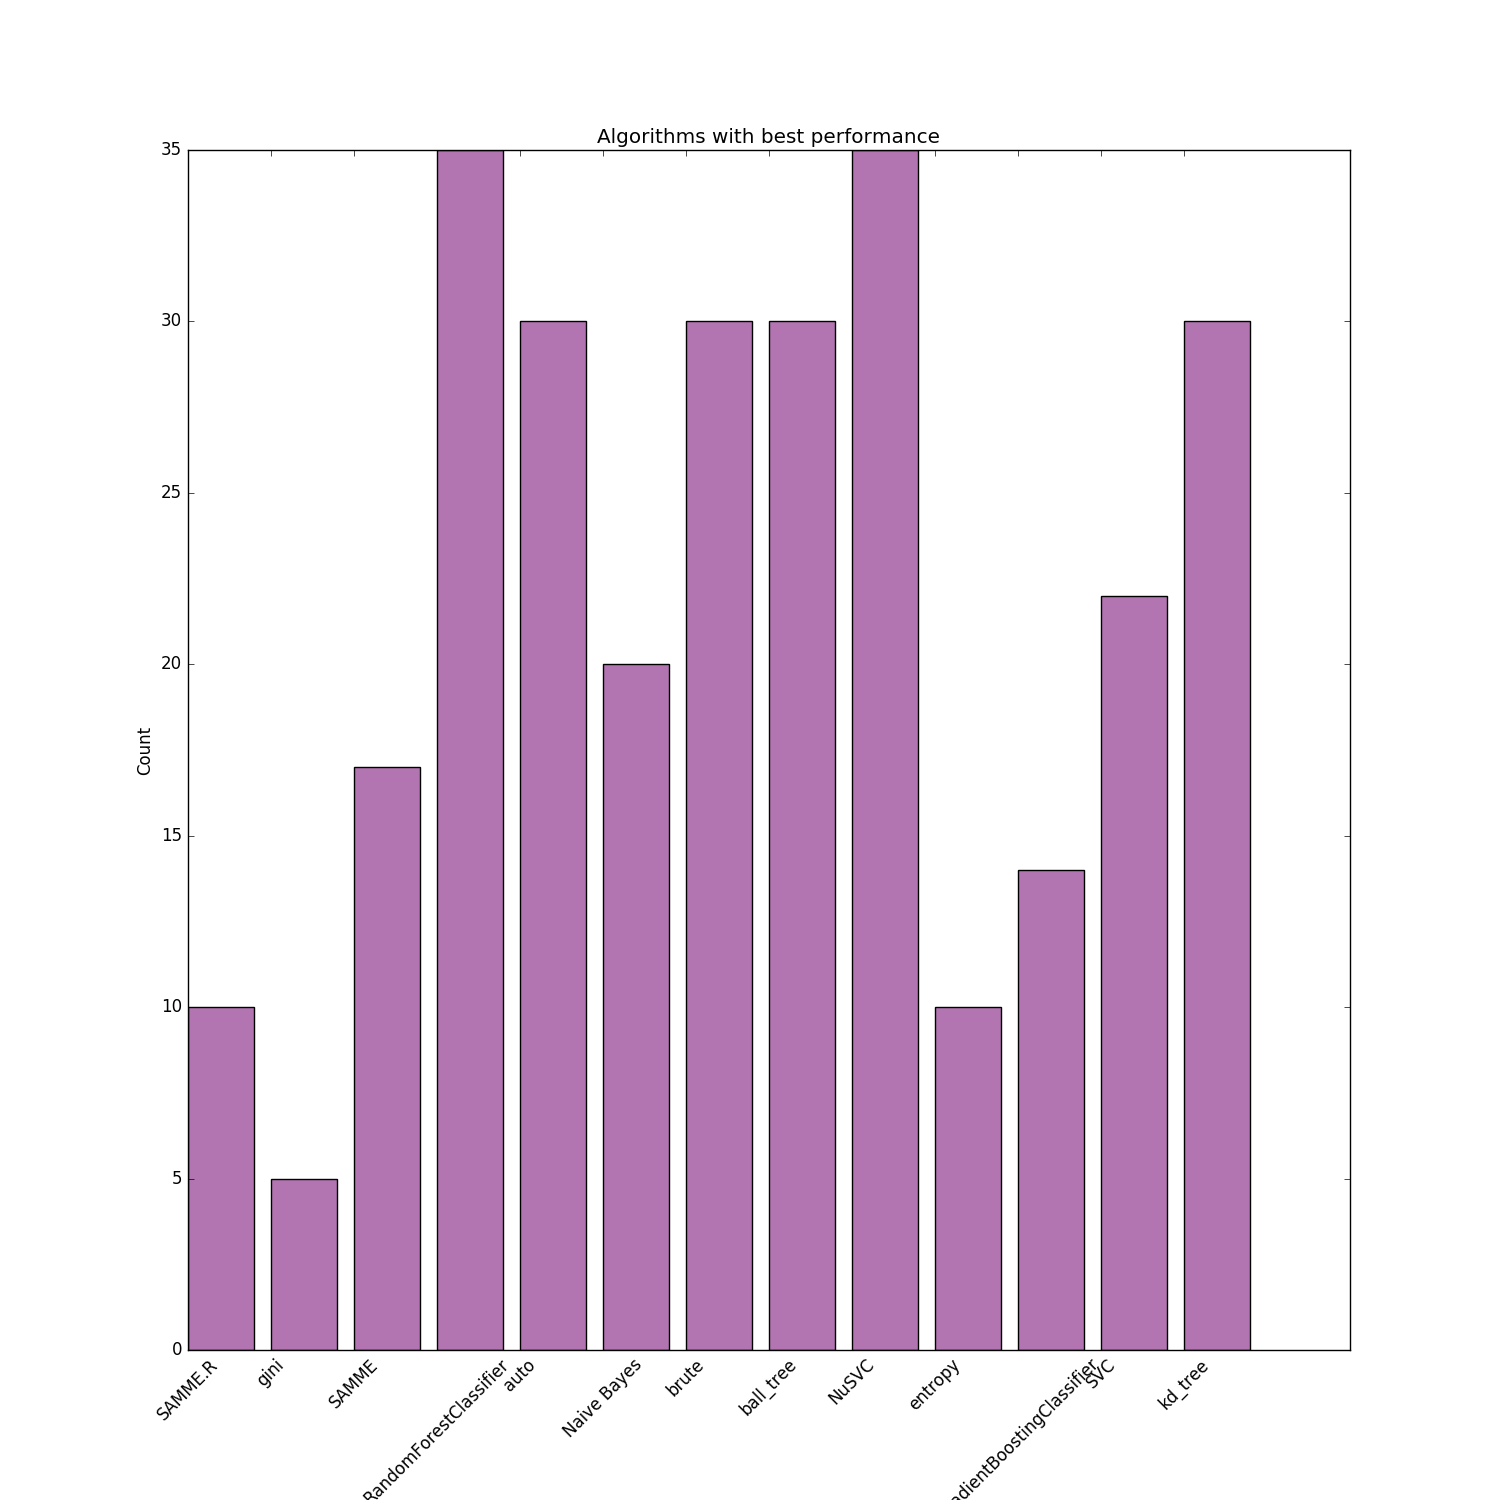 Algorithms with best performance
35
30
25
20
15
10
5
0
Count
SAMME.R
gini
SAMME
RandomForestClassifier
auto
Naive Bayes
brute
ball_tree
NuSVC
entropy
adientBoostingClassifier
SVC
kd_tree